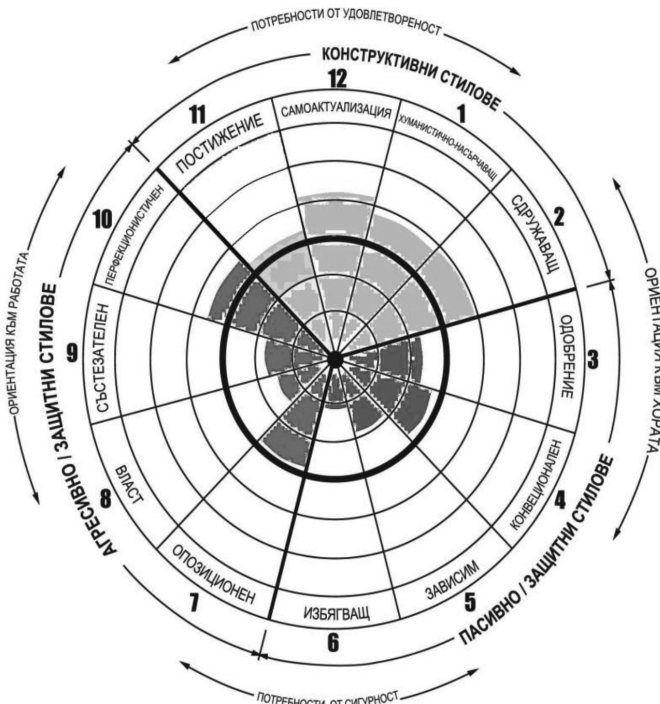 ПОТРЕБНОСТИ ОТ УДОВЛЕТВОРЕНОСТ
КОНСТРУКТИВНИ СТИЛОВЕ
12
САМОАКТУАЛИЗАЦИЯ
1
ХУМАНИСТИЧНО-НАСЪРЧАВАЩ
2
СДРУЖАВАЩ
ОРИЕНТАЦИЯ КЪМ ХОРАТА
3
ОДОБРЕНИЕ
4
КОНВЕЦИОНАЛЕН
ПАСИВНО / ЗАЩИТНИ СТИЛОВЕ
5
ЗАВИСИМ
6
ИЗБЯГВАЩ
ПОТРЕБНОСТИ ОТ СИГУРНОСТ
7
ОПОЗИЦИОНЕН
8
ВЛАСТ
АГРЕСИВНО / ЗАЩИТНИ СТИЛОВЕ
9
СЪСТЕЗАТЕЛЕН
ОРИЕНТАЦИЯ КЪМ РАБОТАТА
10
ПЕРФЕКЦИОНИСТИЧЕН
11
ПОСТИЖЕНИЕ